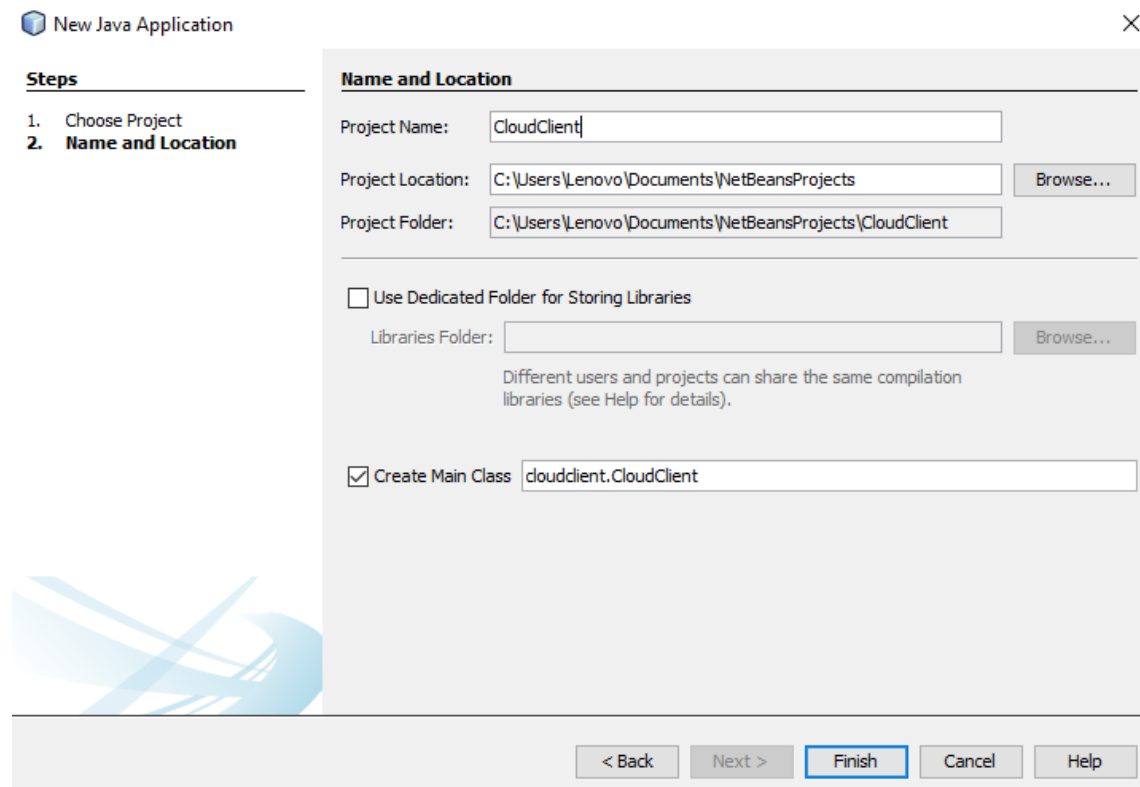 New Java Application
Steps
1. Choose Project
2. Name and Location
Name and Location
Project Name: CloudClient
Project Location: C:\Users\Lenovo\Documents\NetBeansProjects Browse...
Project Folder: C:\Users\Lenovo\Documents\NetBeansProjects\CloudClient
Use Dedicated Folder for Storing Libraries
Libraries Folder: Browse...
Different users and projects can share the same compilation
libraries (see Help for details).
Create Main Class cloudclient.CloudClient
< Back Next > Finish Cancel Help